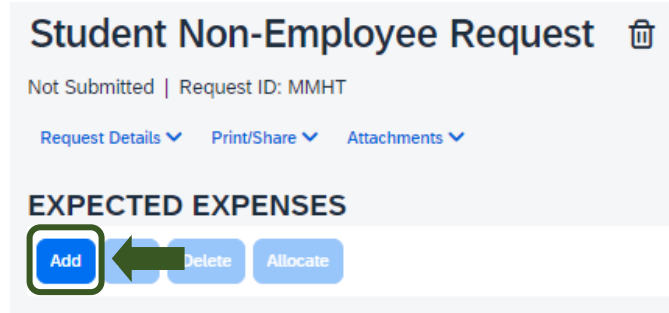 Student Non-Employee Request
Not Submitted | Request ID: MMHT
Request Details Print/Share Attachments
EXPECTED EXPENSES
Add Delete Allocate